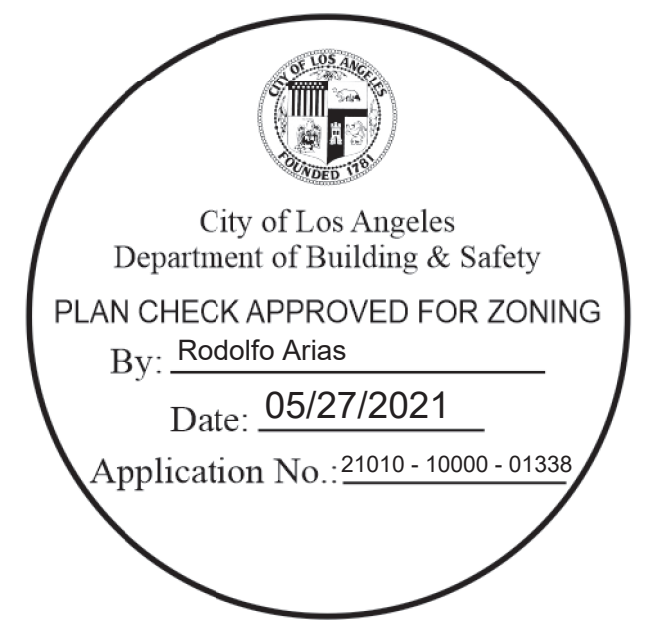 CITY OF LOS ANGELES
FOUNDED 1781
City of Los Angeles
Department of Building & Safety
PLAN CHECK APPROVED FOR ZONING
By: Rodolfo Arias
Date: 05/27/2021
Application No.: 21010 - 10000 - 01338